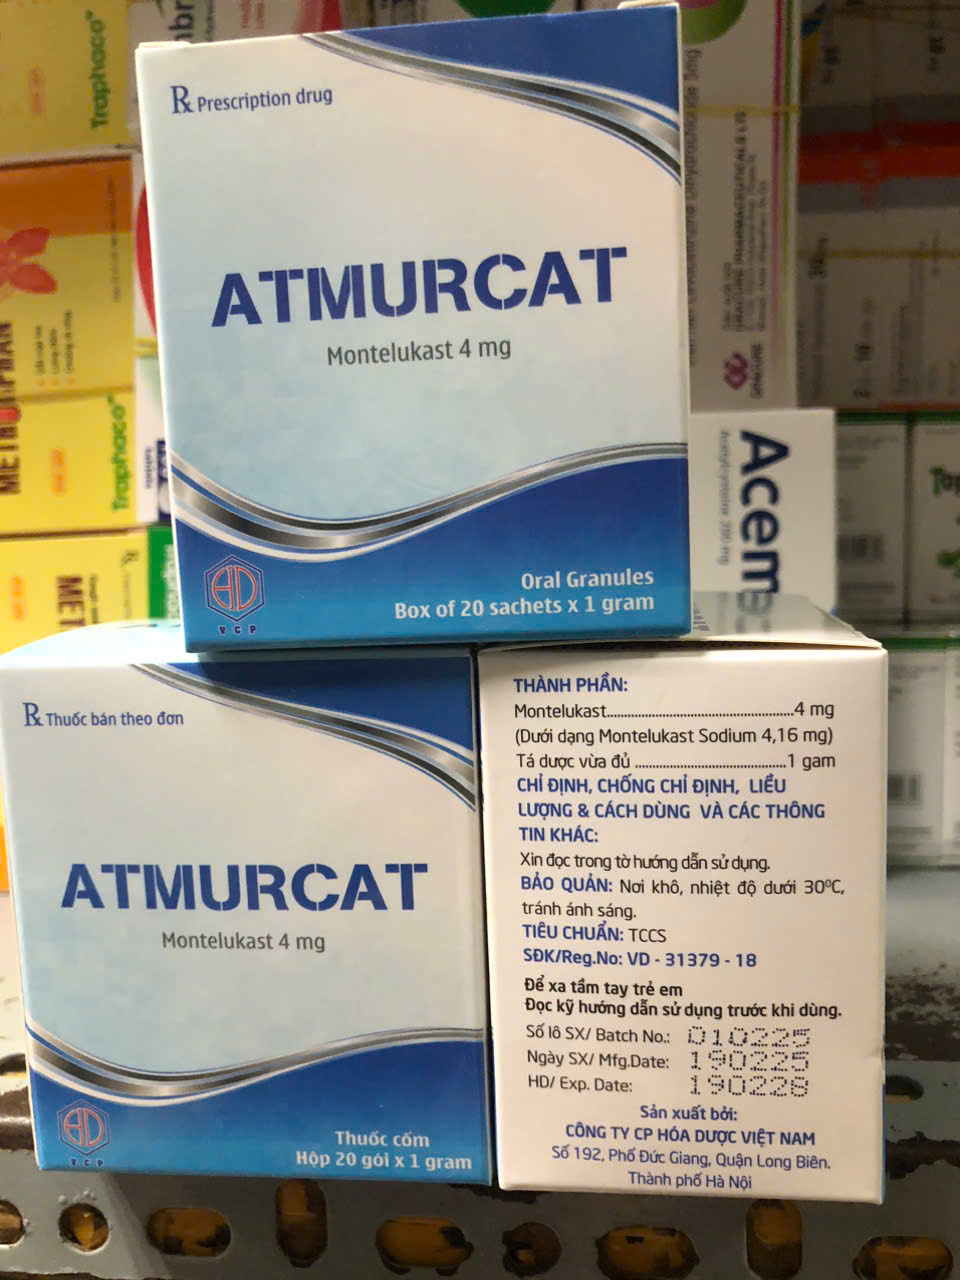 Rx Prescription drug
ATMURCAT
Montelukast 4 mg
HD
VCP
Oral Granules
Box of 20 sachets x 1 gram
Rx Thuốc bán theo đơn
ATMURCAT
Montelukast 4 mg
HD
VCP
Thuốc cốm
Hộp 20 gói x 1 gram
THÀNH PHẦN:
Montelukast..................................................4 mg
(Dưới dạng Montelukast Sodium 4,16 mg)
Tá dược vừa đủ ........................................1 gam
CHỈ ĐỊNH, CHỐNG CHỈ ĐỊNH, LIỀU
LƯỢNG & CÁCH DÙNG VÀ CÁC THÔNG
TIN KHÁC:
Xin đọc trong tờ hướng dẫn sử dụng.
BẢO QUẢN: Nơi khô, nhiệt độ dưới 30⁰C,
tránh ánh sáng.
TIÊU CHUẨN: TCCS
SĐK/Reg.No: VD - 31379 - 18
Để xa tầm tay trẻ em
Đọc kỹ hướng dẫn sử dụng trước khi dùng.
Số lô SX/ Batch No.: 010225
Ngày SX/ Mfg.Date: 190225
HD/ Exp. Date: 190228
Sản xuất bởi:
CÔNG TY CP HÓA DƯỢC VIỆT NAM
Số 192, Phố Đức Giang, Quận Long Biên.
Thành phố Hà Nội
Traphaco
Traphaco
Acem